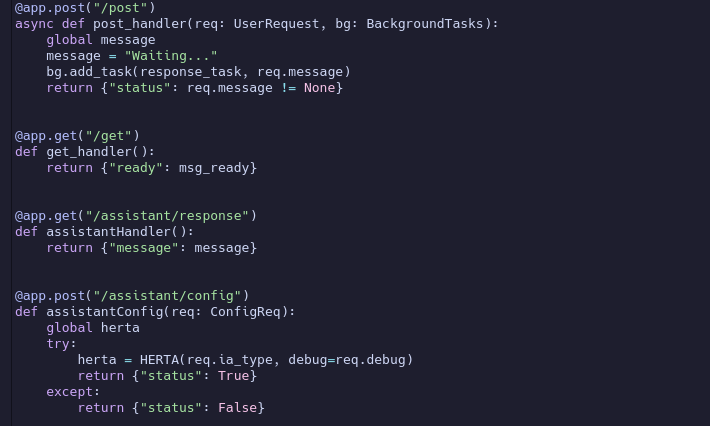 @app.post("/post")
async def post_handler(req: UserRequest, bg: BackgroundTasks):
    global message
    message = "Waiting..."
    bg.add_task(response_task, req.message)
    return {"status": req.message != None}
@app.get("/get")
def get_handler():
    return {"ready": msg_ready}
@app.get("/assistant/response")
def assistantHandler():
    return {"message": message}
@app.post("/assistant/config")
def assistantConfig(req: ConfigReq):
    global herta
    try:
        herta = HERTA(req.ia_type, debug=req.debug)
        return {"status": True}
    except:
        return {"status": False}